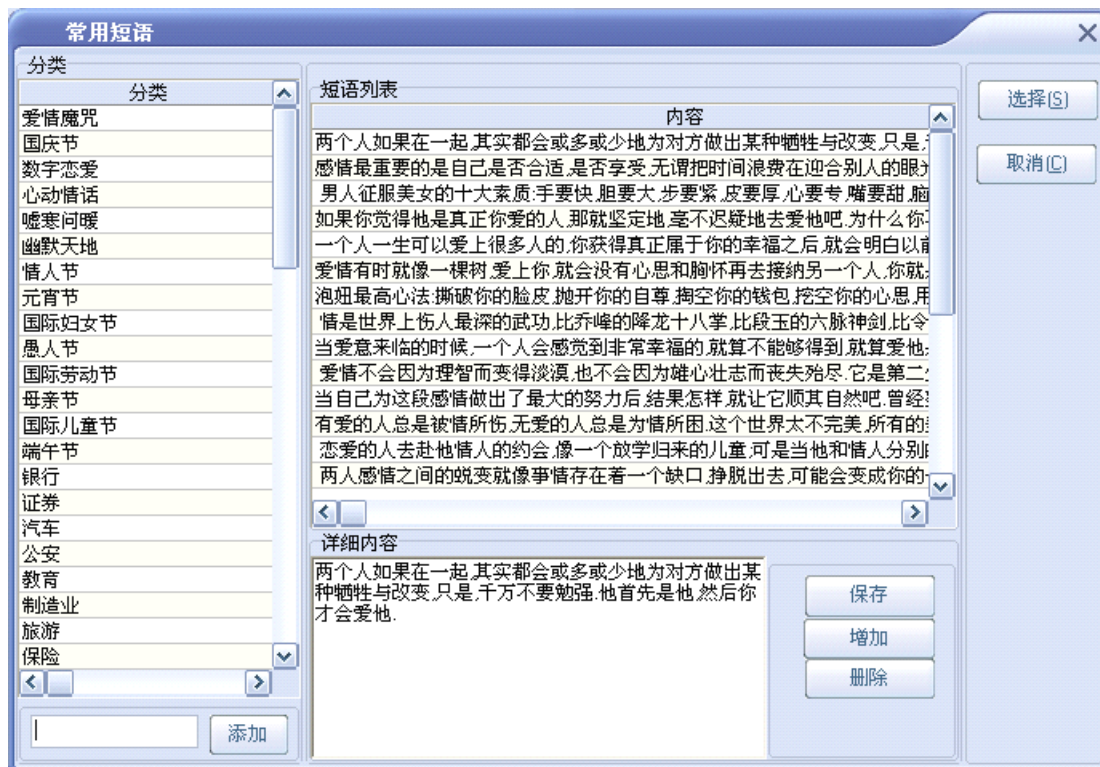 常用短语
分类
分类
爱情魔咒
国庆节
数字恋爱
心动情话
嘘寒问暖
幽默天地
情人节
元宵节
国际妇女节
愚人节
国际劳动节
母亲节
国际儿童节
端午节
银行
证券
汽车
公安
教育
制造业
旅游
保险
添加
短语列表
内容
两个人如果在一起,其实都会或多或少地为对方做出某种牺牲与改变,只是,
感情最重要的是自己是否合适,是否享受,无谓把时间浪费在迎合别人的眼
男人征服美女的十大素质:手要快,胆要大,步要紧,皮要厚,心要专,嘴要甜,脑
如果你觉得他是真正你爱的人,那就坚定地,毫不迟疑地去爱他吧.为什么你
一个人一生可以爱上很多人的,你获得真正属于你的幸福之后,就会明白以前
爱情有时就像一棵树,爱上你,就会没有心思和胸怀再去接纳另一个人,你就
泡妞最高心法:撕破你的脸皮,抛开你的自尊,掏空你的钱包,挖空你的心思,用
情是世界上伤人最深的武功,比乔峰的降龙十八掌,比段玉的六脉神剑,比令
当爱意来临的时候,一个人会感觉到非常幸福的,就算不能够得到,就算爱他
爱情不会因为理智而变得淡漠,也不会因为雄心壮志而丧失殆尽.它是第二
当自己为这段感情做出了最大的努力后,结果怎样,就让它顺其自然吧.曾经
有爱的人总是被情所伤,无爱的人总是为情所困.这个世界太不完美,所有的
恋爱的人去赴他情人的约会,像一个放学归来的儿童,可是当他和情人分别
两人感情之间的蜕变就像事情存在着一个缺口,挣脱出去,可能会变成你的
详细内容
两个人如果在一起,其实都会或多或少地为对方做出某
种牺牲与改变,只是,千万不要勉强.他首先是他,然后你
才会爱他.
保存
增加
删除
选择(S)
取消(C)